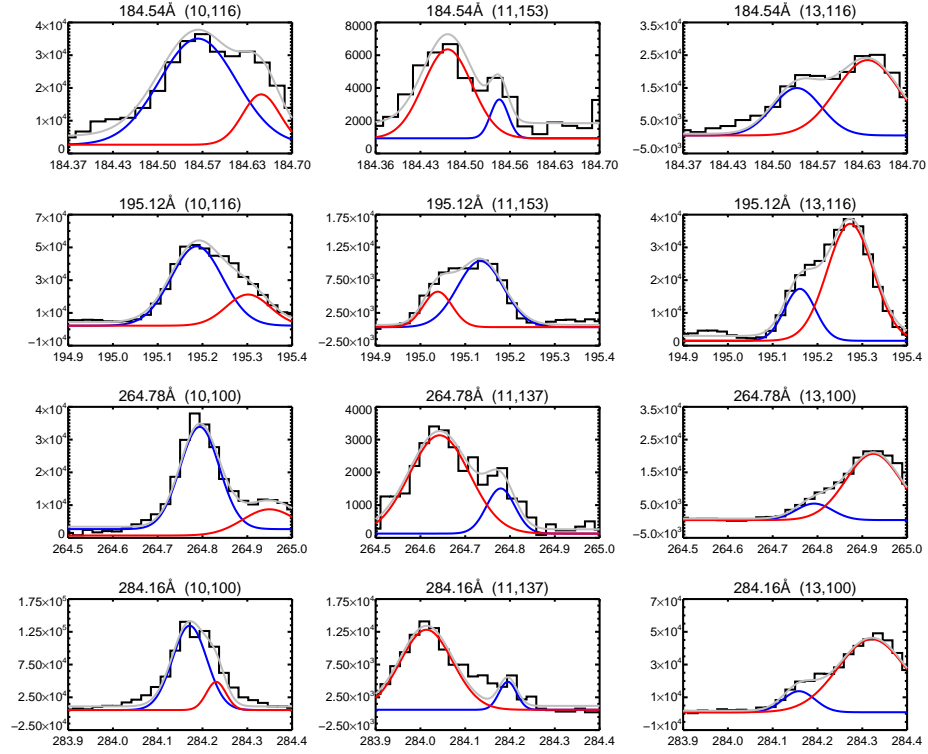 184.54Å (10,116)
4×10⁴
3×10⁴
2×10⁴
1×10⁴
0
184.37 184.43 184.50 184.57 184.63 184.70
184.54Å (11,153)
8000
6000
4000
2000
0
184.36 184.43 184.50 184.56 184.63 184.70
184.54Å (13,116)
3.5×10⁴
2.5×10⁴
1.5×10⁴
5.0×10³
−5.0×10³
184.37 184.43 184.50 184.57 184.63 184.70
195.12Å (10,116)
7×10⁴
5×10⁴
3×10⁴
1×10⁴
−1×10⁴
194.9 195.0 195.1 195.2 195.3 195.4
195.12Å (11,153)
1.75×10⁴
1.25×10⁴
7.50×10³
2.50×10³
−2.50×10³
194.9 195.0 195.1 195.2 195.3 195.4
195.12Å (13,116)
4×10⁴
3×10⁴
2×10⁴
1×10⁴
0
194.9 195.0 195.1 195.2 195.3 195.4
264.78Å (10,100)
4×10⁴
3×10⁴
2×10⁴
1×10⁴
0
264.5 264.6 264.7 264.8 264.9 265.0
264.78Å (11,137)
4000
3000
2000
1000
0
264.5 264.6 264.7 264.8 264.9 265.0
264.78Å (13,100)
3.5×10⁴
2.5×10⁴
1.5×10⁴
5.0×10³
−5.0×10³
264.5 264.6 264.7 264.8 264.9 265.0
284.16Å (10,100)
1.75×10⁵
1.25×10⁵
7.50×10⁴
2.50×10⁴
−2.50×10⁴
283.9 284.0 284.1 284.2 284.3 284.4
284.16Å (11,137)
1.75×10⁴
1.25×10⁴
7.50×10³
2.50×10³
−2.50×10³
283.9 284.0 284.1 284.2 284.3 284.4
284.16Å (13,100)
7×10⁴
5×10⁴
3×10⁴
1×10⁴
−1×10⁴
283.9 284.0 284.1 284.2 284.3 284.4